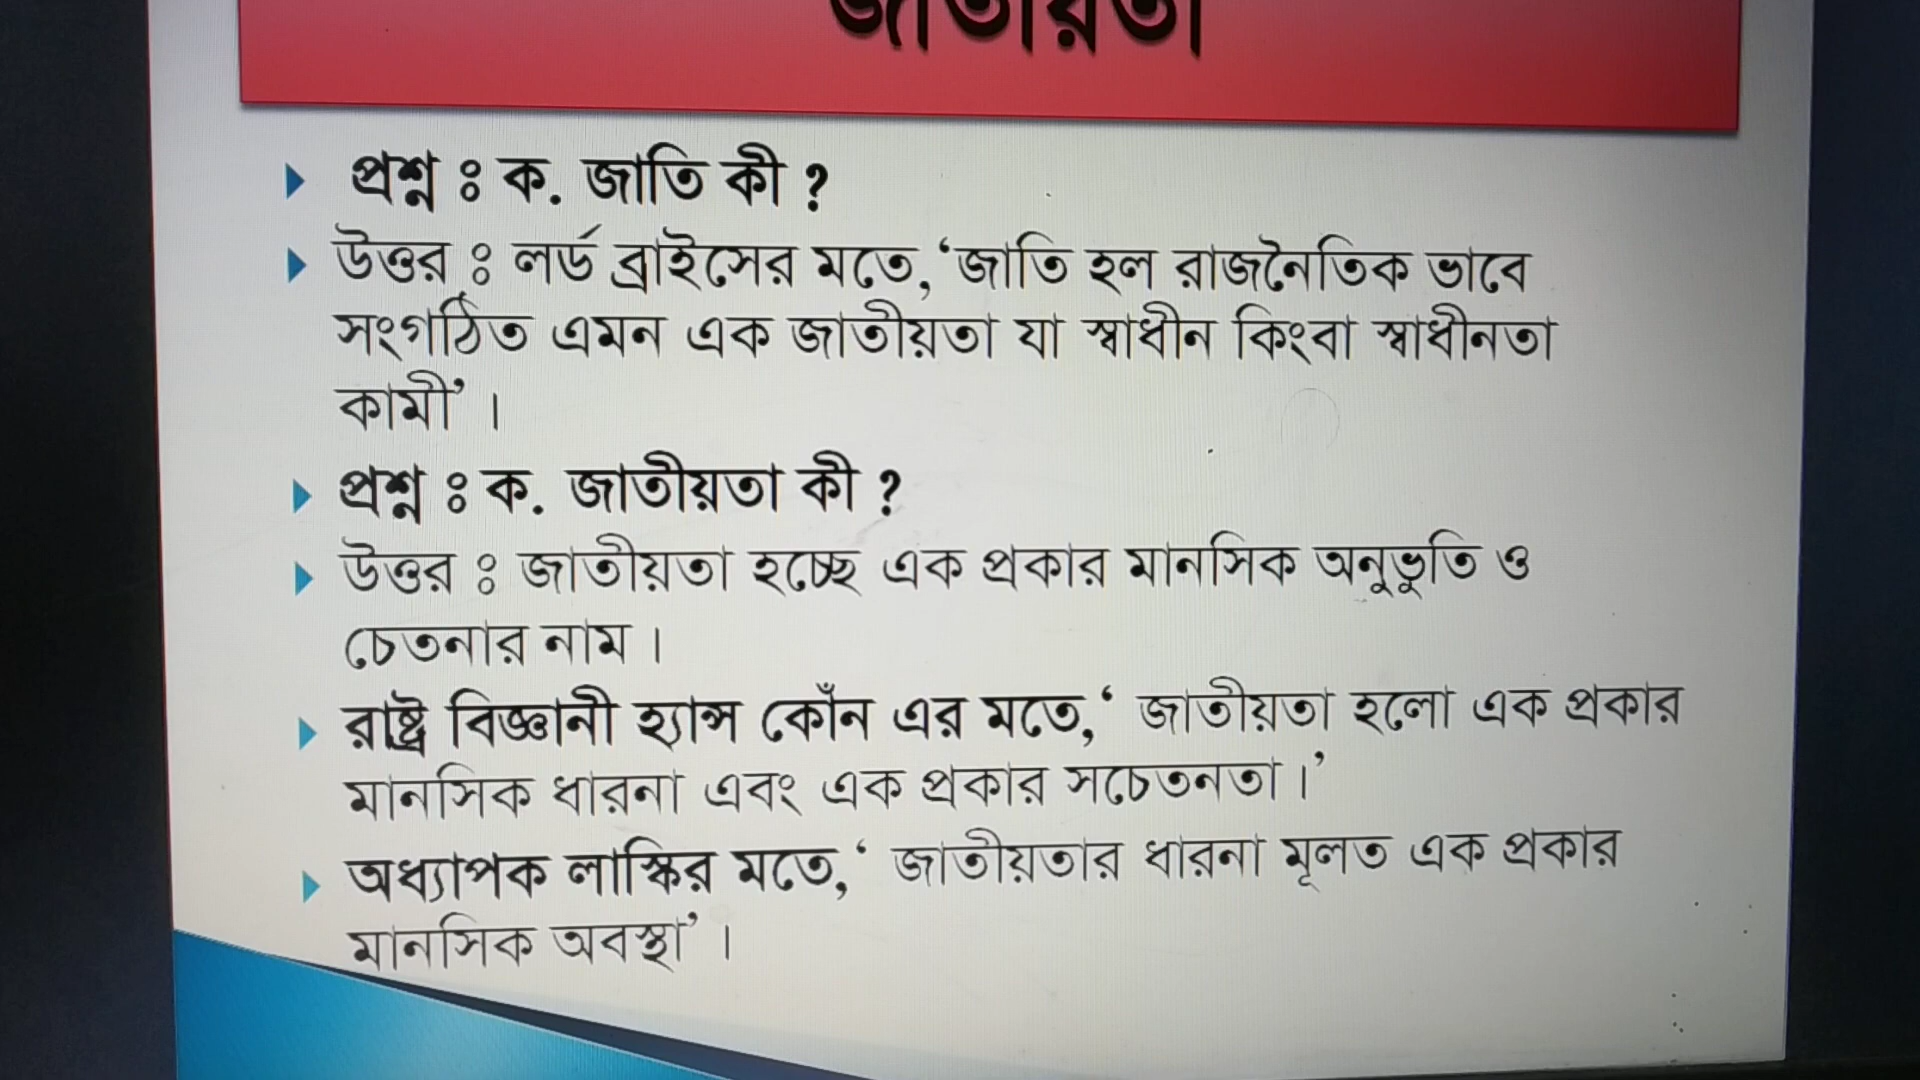 জাতীয়তা
প্রশ্ন ঃ ক. জাতি কী ?
উত্তর ঃ লর্ড ব্রাইসের মতে, ‘জাতি হল রাজনৈতিক ভাবে
সংগঠিত এমন এক জাতীয়তা যা স্বাধীন কিংবা স্বাধীনতা
কামী’ ।
প্রশ্ন ঃ ক. জাতীয়তা কী ?
উত্তর ঃ জাতীয়তা হচ্ছে এক প্রকার মানসিক অনুভূতি ও
চেতনার নাম ।
রাষ্ট্র বিজ্ঞানী হ্যান্স কোঁন এর মতে,‘ জাতীয়তা হলো এক প্রকার
মানসিক ধারনা এবং এক প্রকার সচেতনতা ।’
অধ্যাপক লাস্কির মতে,‘ জাতীয়তার ধারনা মূলত এক প্রকার
মানসিক অবস্থা’ ।